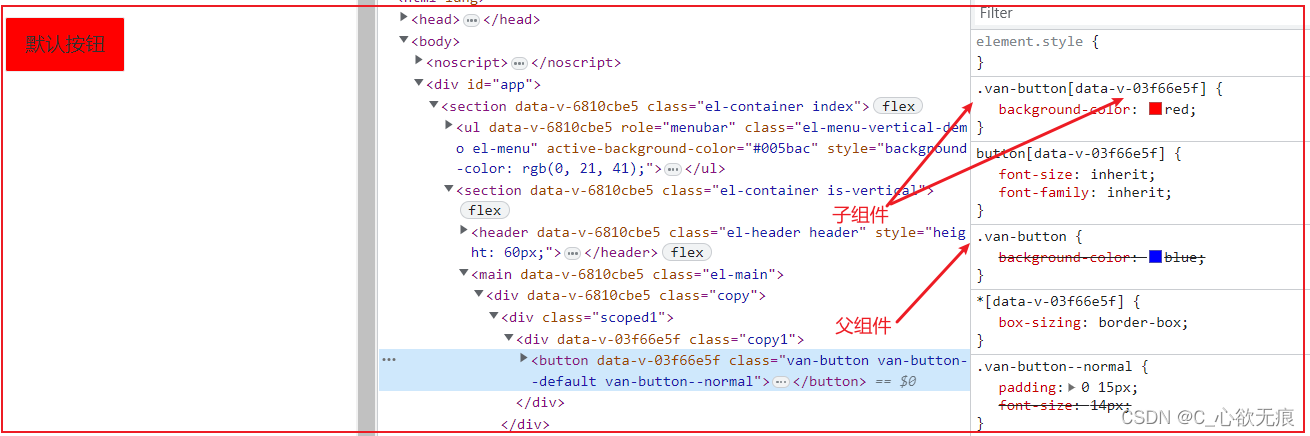 默认按钮
<html lang>
<head> ··· </head>
<body>
<noscript> ··· </noscript>
<div id="app">
<section data-v-6810cbe5 class="el-container index"> flex
<ul data-v-6810cbe5 role="menubar" class="el-menu-vertical-dem
o el-menu" active-background-color="#005bac" style="background
-color: rgb(0, 21, 41);"> ··· </ul>
<section data-v-6810cbe5 class="el-container is-vertical">
flex
<header data-v-6810cbe5 class="el-header header" style="heig
ht: 60px;"> ··· </header> flex
<main data-v-6810cbe5 class="el-main">
<div data-v-6810cbe5 class="copy">
<div class="scoped1">
<div data-v-03f66e5f class="copy1">
··· <button data-v-03f66e5f class="van-button van-button-
-default van-button--normal"> ··· </button> == $0
</div>
</div>
Filter
element.style {
}
.van-button[data-v-03f66e5f] {
background-color: red;
}
button[data-v-03f66e5f] {
font-size: inherit;
font-family: inherit;
}
.van-button {
background-color: blue;
}
*[data-v-03f66e5f] {
box-sizing: border-box;
}
.van-button--normal {
padding: 0 15px;
font-size: 14px;
}
子组件
父组件
CSDN @C_心欲无痕